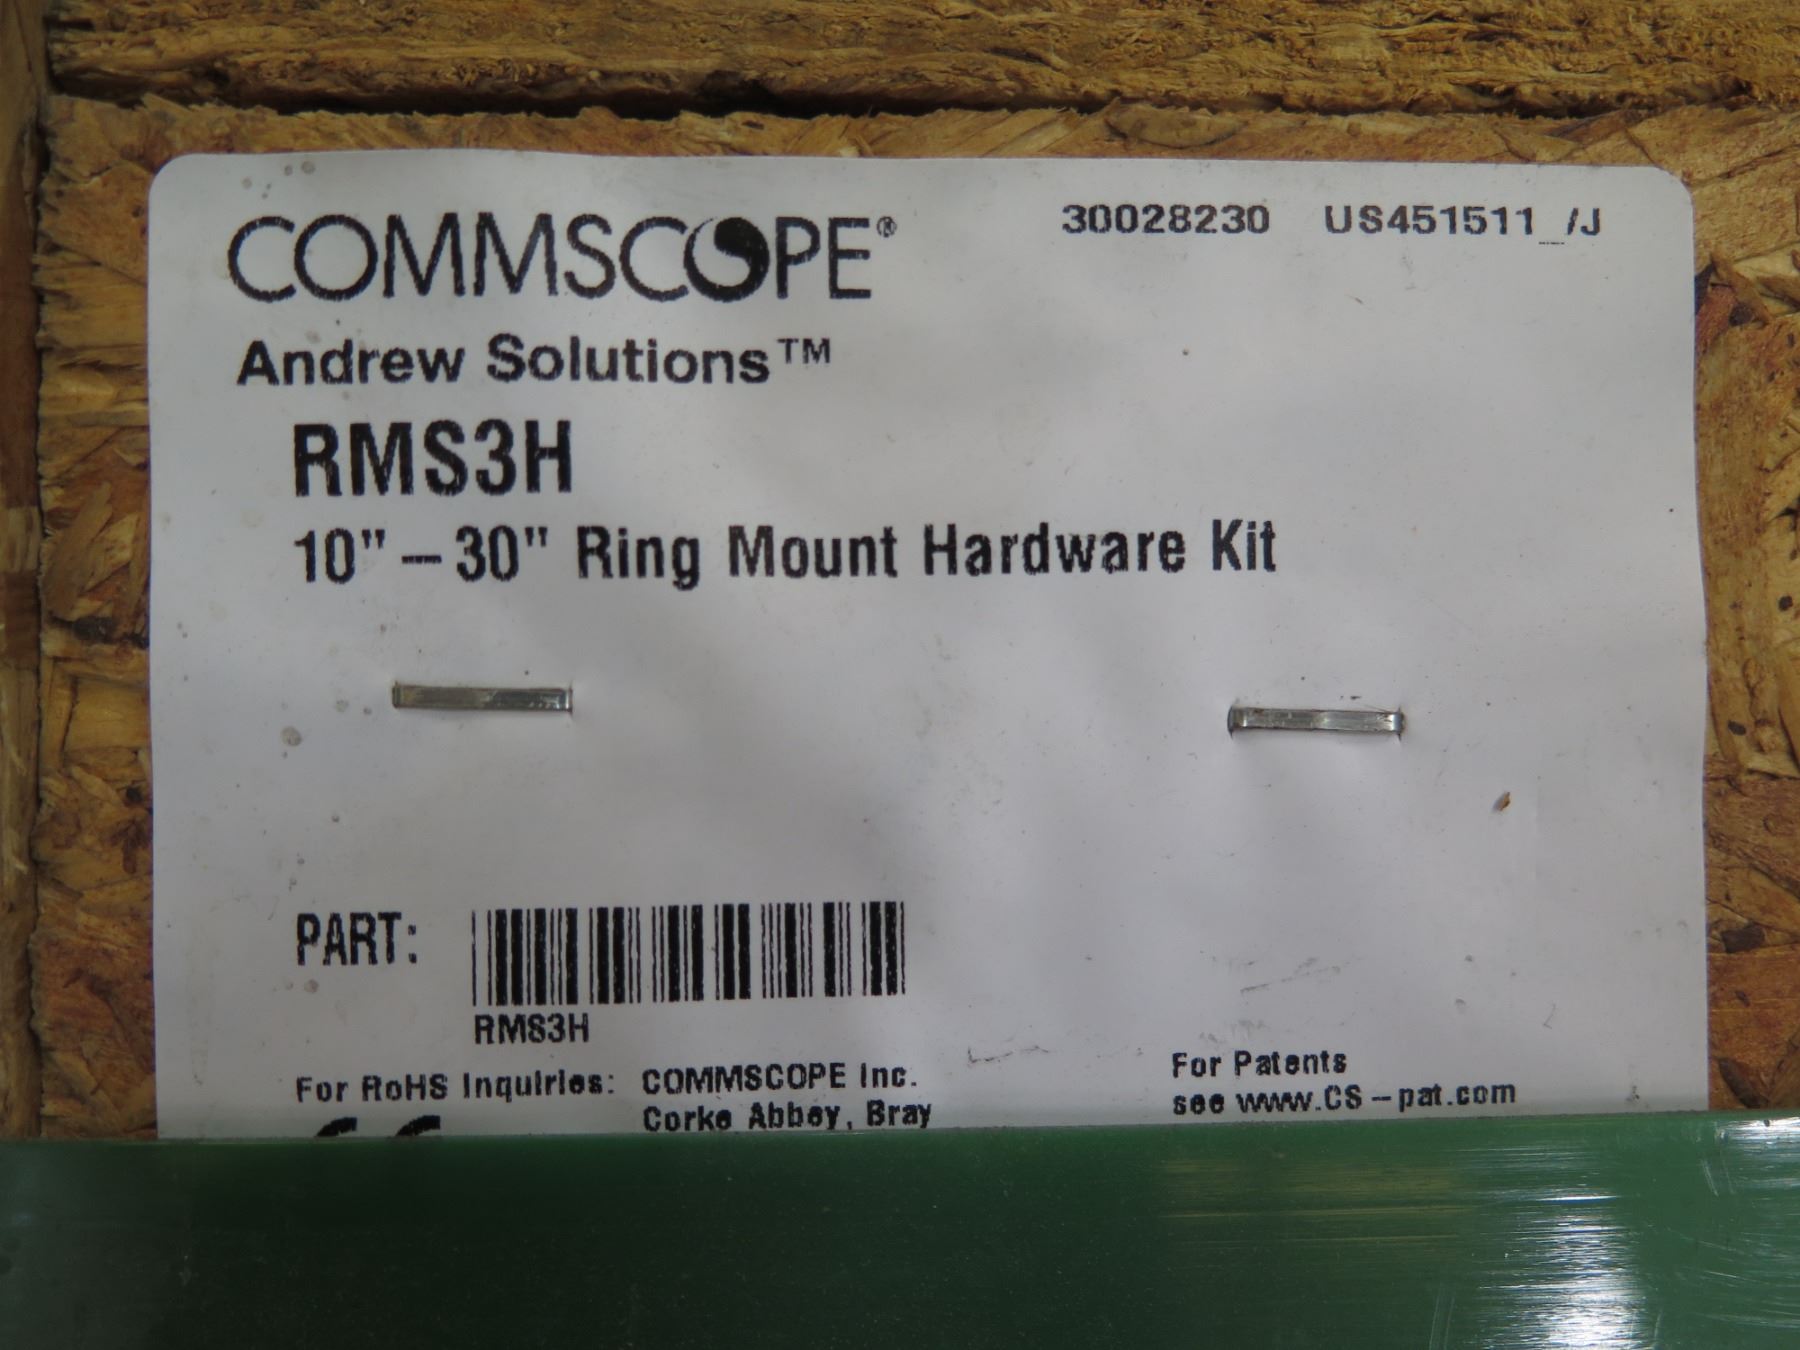 COMMSCOPE® 30028230 US451511_/J
Andrew Solutions™
RMS3H
10" – 30" Ring Mount Hardware Kit
PART:
RMS3H
For RoHS Inquiries: COMMSCOPE Inc.
Corke Abbey, Bray
For Patents
see www.CS-pat.com